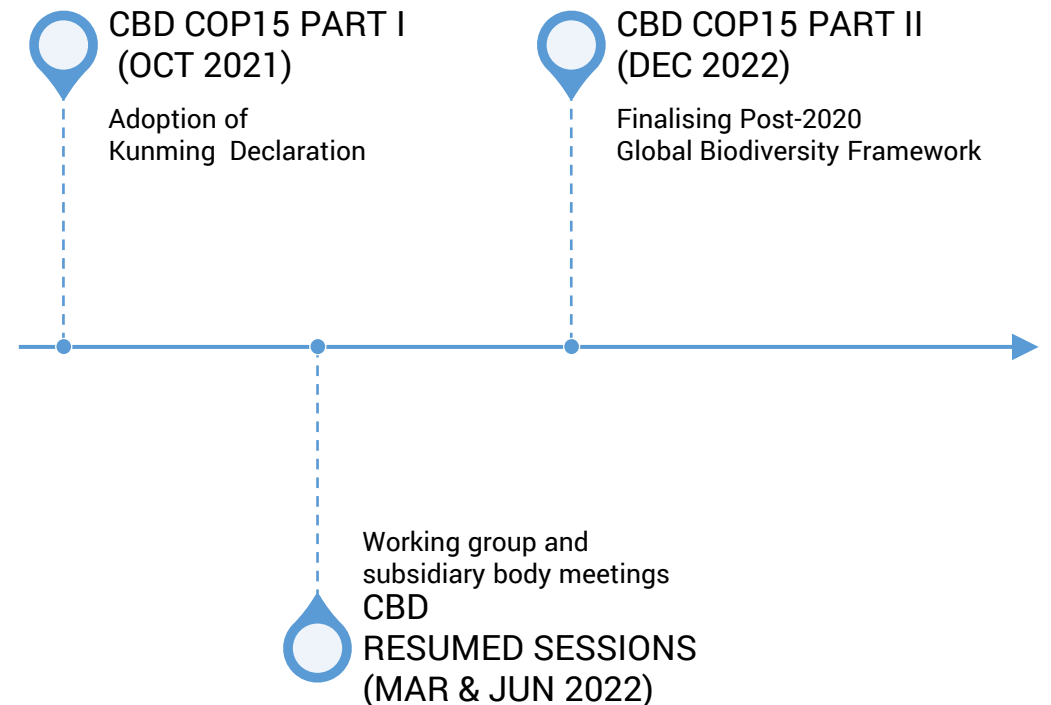 CBD COP15 PART I
(OCT 2021)
Adoption of
Kunming  Declaration
CBD COP15 PART II
(DEC 2022)
Finalising Post-2020
Global Biodiversity Framework
Working group and
subsidiary body meetings
CBD
RESUMED SESSIONS
(MAR & JUN 2022)